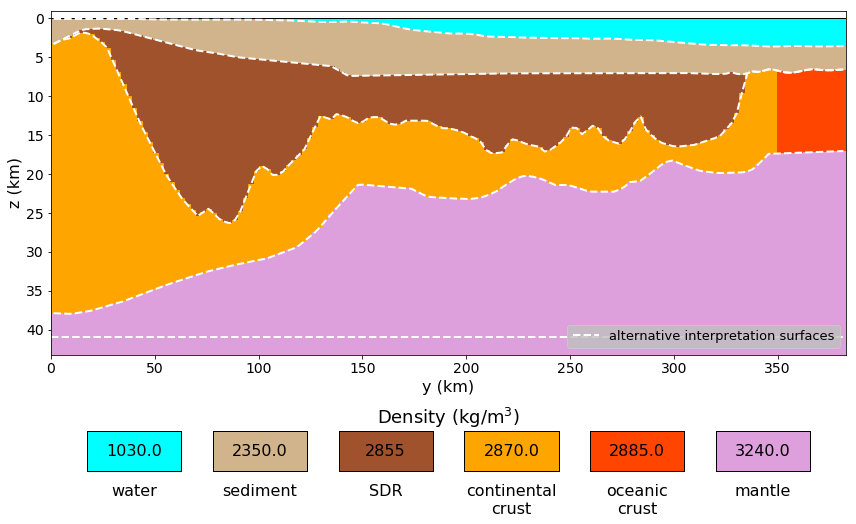 0
5
10
15
20
25
30
35
40
z (km)
alternative interpretation surfaces
0 50 100 150 200 250 300 350
y (km)
Density (kg/m³)
1030.0 2350.0 2855 2870.0 2885.0 3240.0
water sediment SDR continental oceanic mantle
crust crust